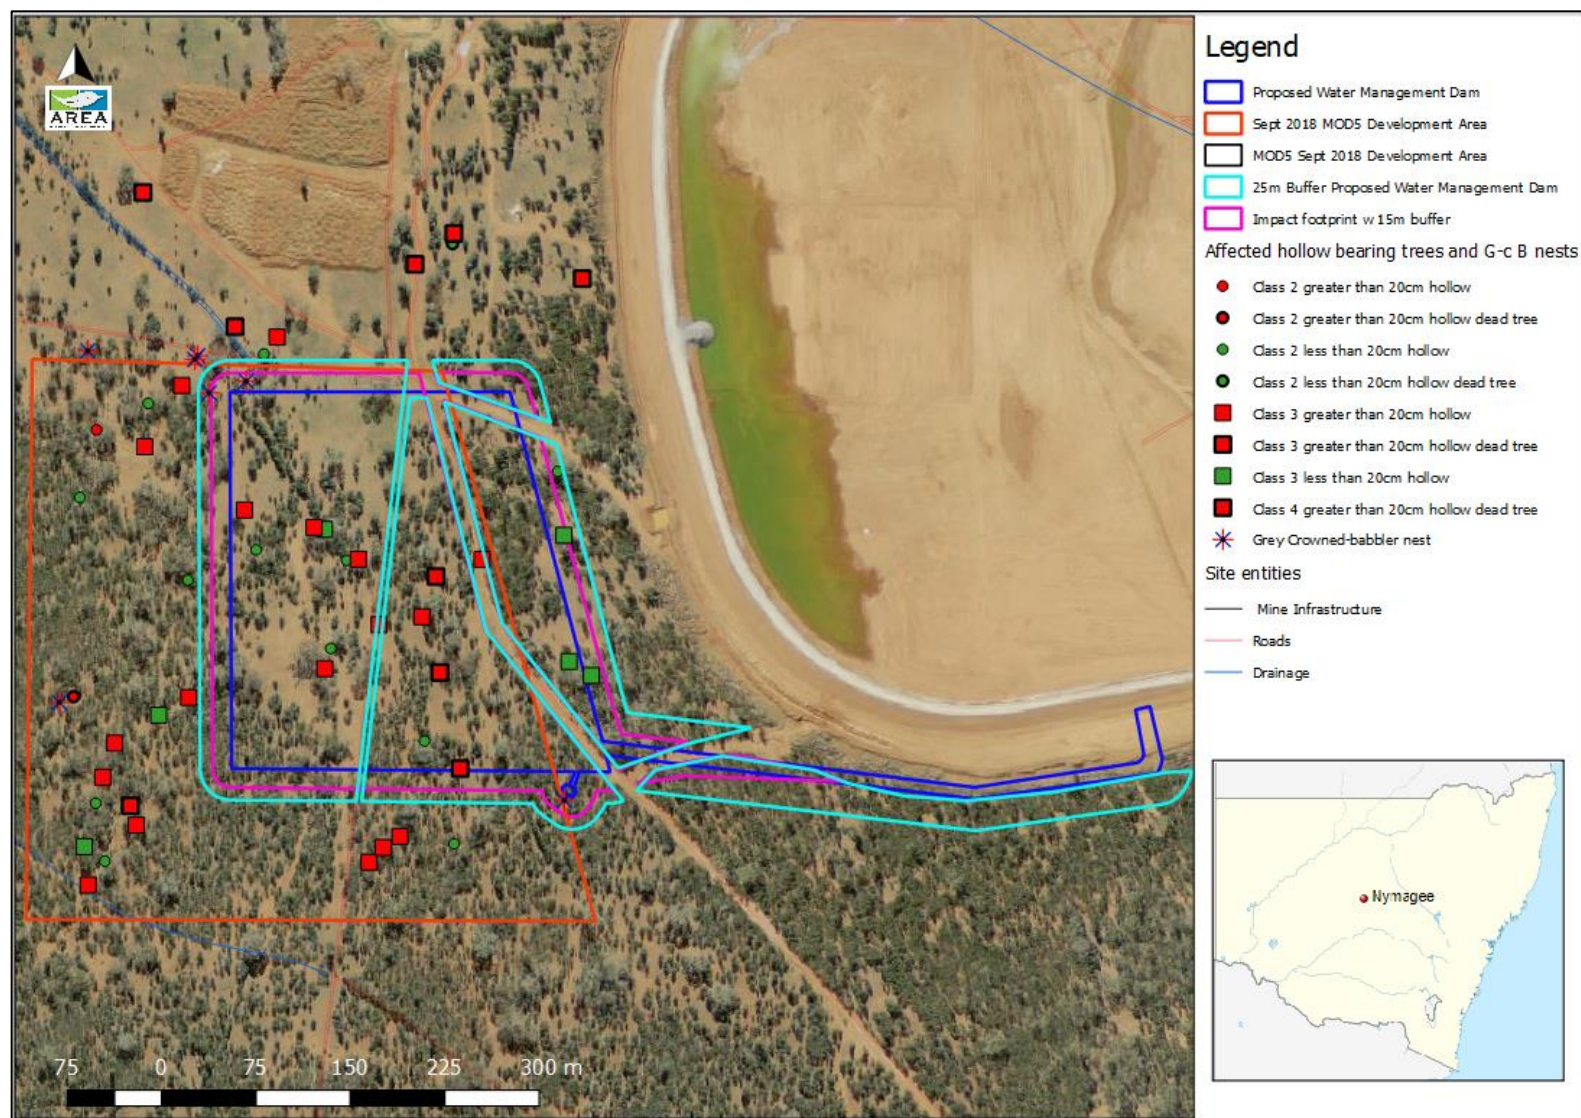 AREA
Legend
Proposed Water Management Dam
Sept 2018 MOD5 Development Area
MOD5 Sept 2018 Development Area
25m Buffer Proposed Water Management Dam
Impact footprint w 15m buffer
Affected hollow bearing trees and G-c B nests
Class 2 greater than 20cm hollow
Class 2 greater than 20cm hollow dead tree
Class 2 less than 20cm hollow
Class 2 less than 20cm hollow dead tree
Class 3 greater than 20cm hollow
Class 3 greater than 20cm hollow dead tree
Class 3 less than 20cm hollow
Class 4 greater than 20cm hollow dead tree
Grey Crowned-babbler nest
Site entities
Mine Infrastructure
Roads
Drainage
Nymagee
75 0 75 150 225 300 m